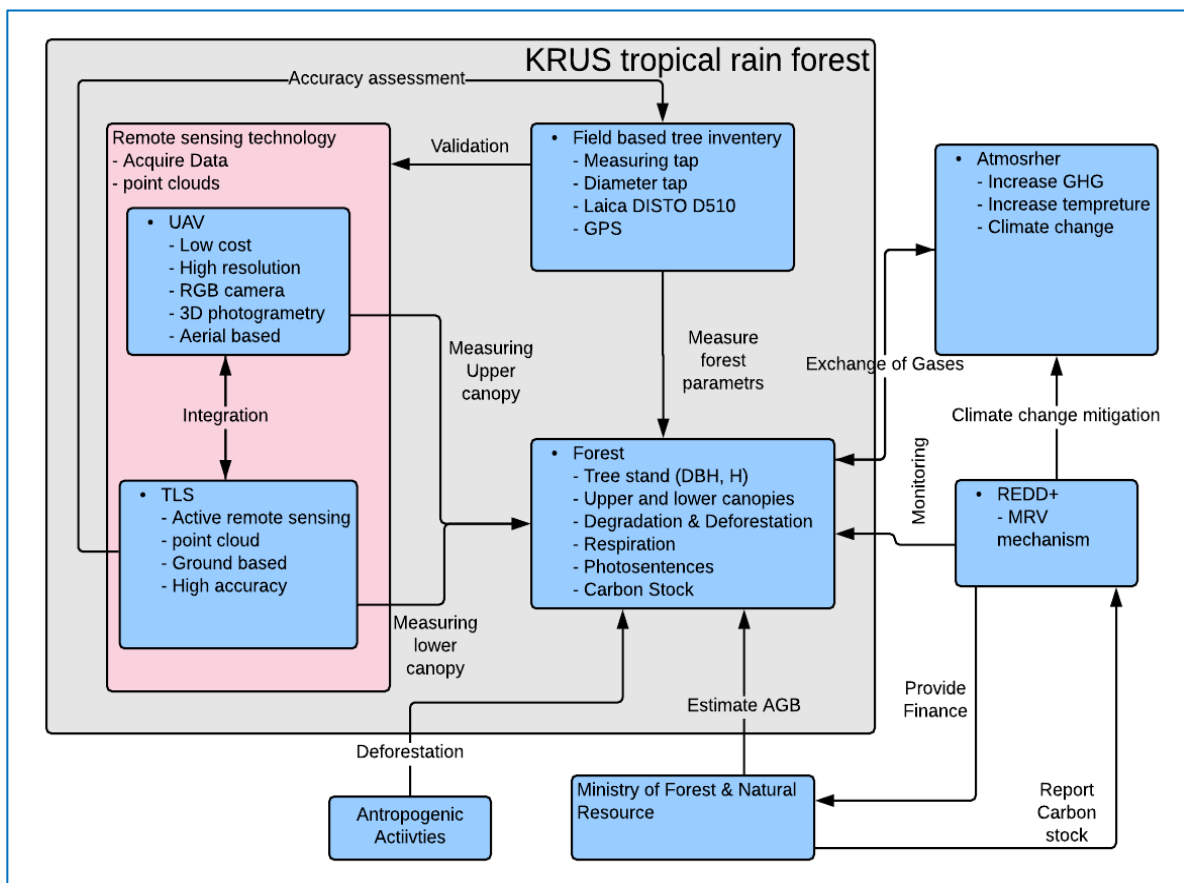 KRUS tropical rain forest
Accuracy assessment
Remote sensing technology
- Acquire Data
- point clouds
Validation
• Field based tree inventery
- Measuring tap
- Diameter tap
- Laica DISTO D510
- GPS
• Atmosrher
- Increase GHG
- Increase tempreture
- Climate change
• UAV
- Low cost
- High resolution
- RGB camera
- 3D photogrametry
- Aerial based
Measuring
Upper
canopy
Measure
forest
parametrs
Exchange of Gases
Integration
Climate change mitigation
• TLS
- Active remote sensing
- point cloud
- Ground based
- High accuracy
• Forest
- Tree stand (DBH, H)
- Upper and lower canopies
- Degradation & Deforestation
- Respiration
- Photosentences
- Carbon Stock
Monitoring
• REDD+
- MRV
mechanism
Measuring
lower
canopy
Estimate AGB
Provide
Finance
Deforestation
Antropogenic
Actiivties
Ministry of Forest & Natural
Resource
Report
Carbon
stock